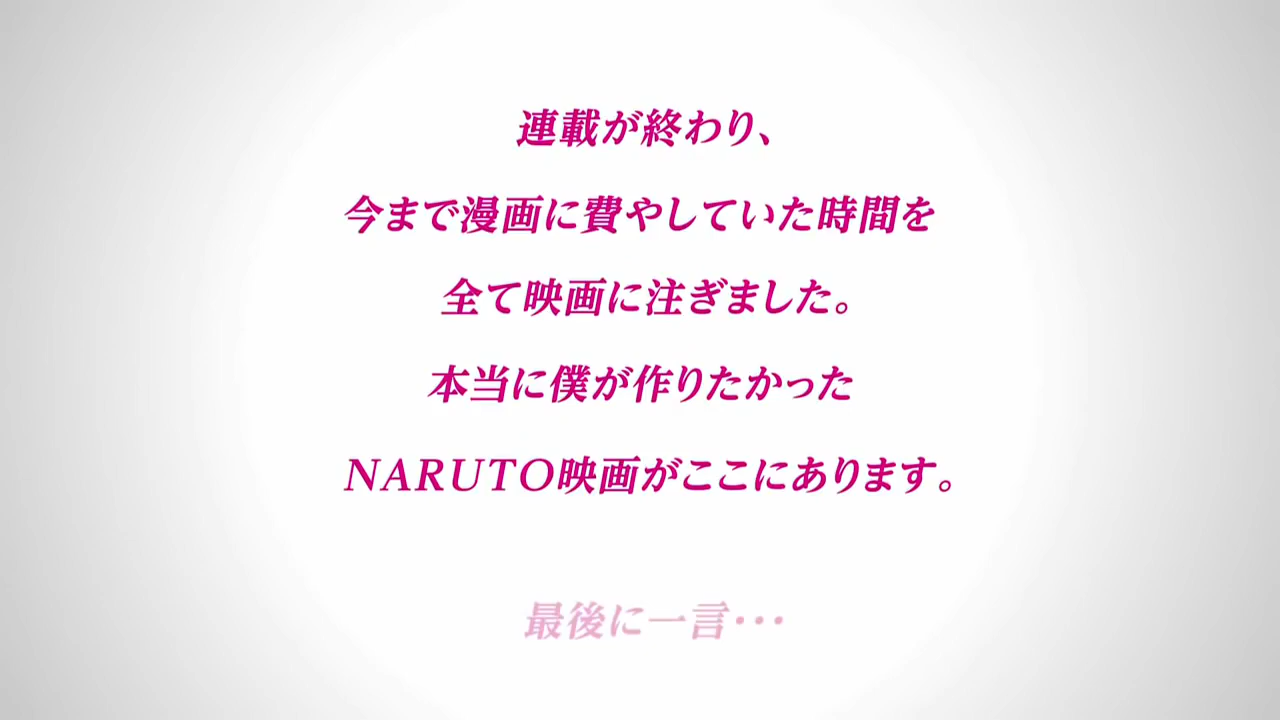 連載が終わり、
今まで漫画に費やしていた時間を
全て映画に注ぎました。
本当に僕が作りたかった
NARUTO映画がここにあります。
最後に一言・・・